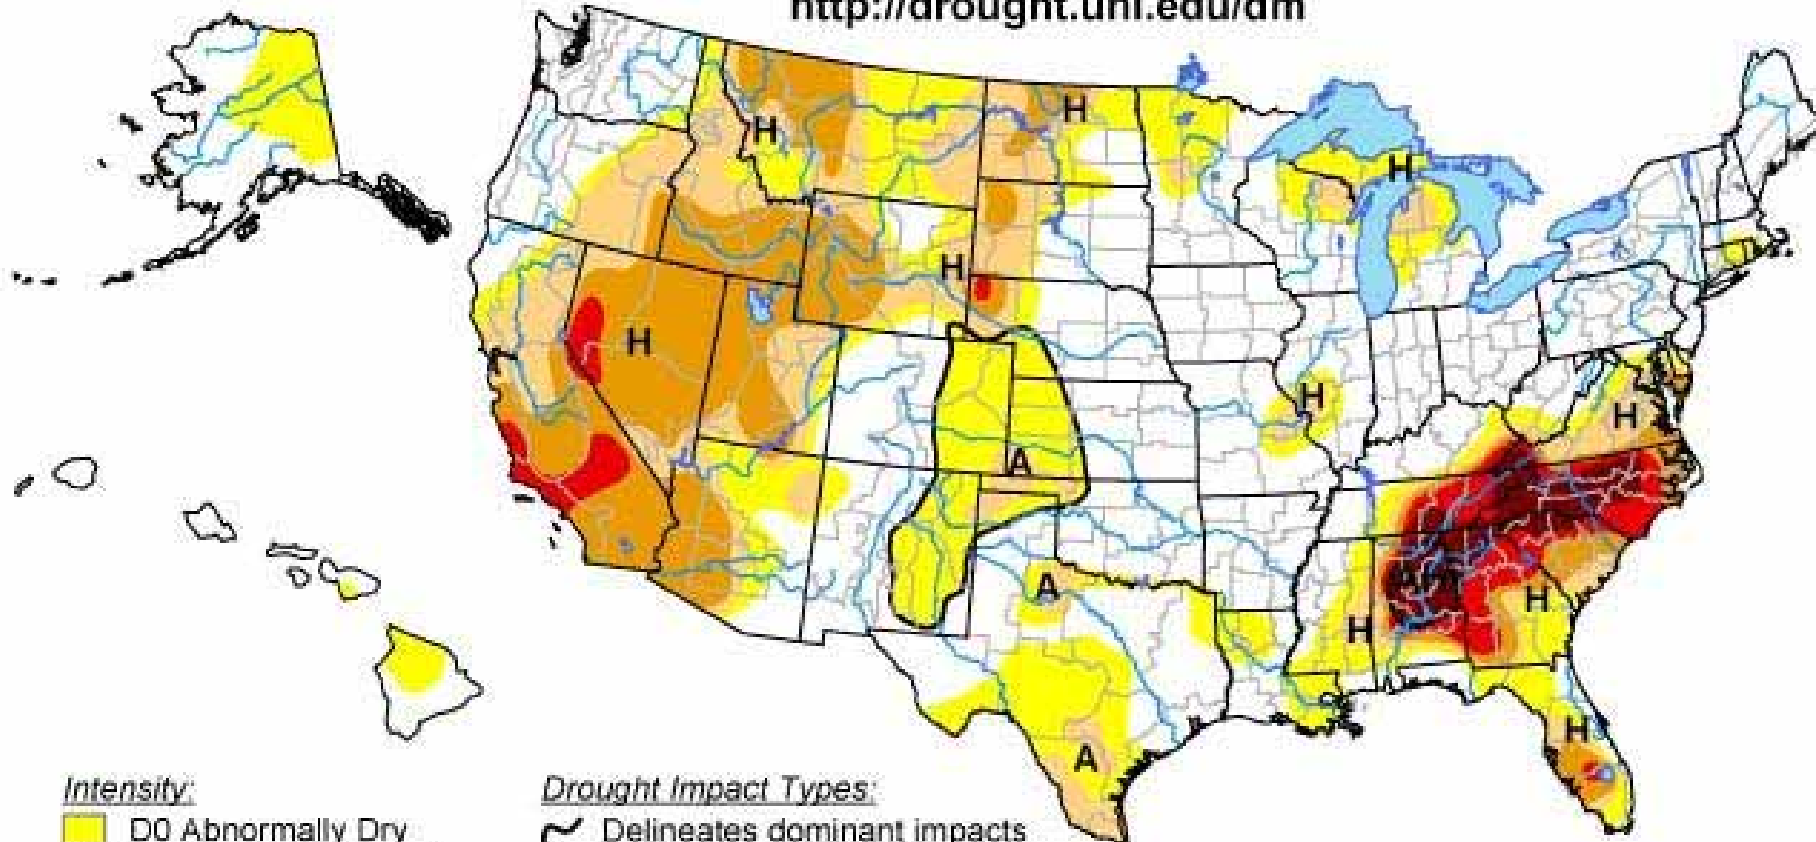 http://drought.unl.edu/dm
H
H
H
H
H
H
H
H
A
A
H
H
H
A
Intensity:
D0 Abnormally Dry
Drought Impact Types:
Delineates dominant impacts